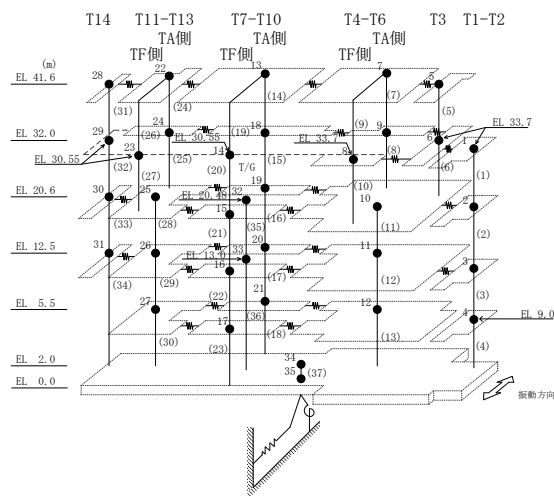 T14 T11-T13 T7-T10 T4-T6 T3 T1-T2
TA側 TA側 TA側
TF側 TF側 TF側
(m)
EL 41.6 28 22 13 7 5
(31) (24) (14) (7) (5)
EL 32.0 29 24 (26) EL 30.55 (19) 18 EL 33.7 (9) 9 6 1 EL 33.7
EL 30.55 23 (25) 14 (15) 8 (8) (6) (1)
(32) (27) (20) T/G (10)
EL 20.6 30 25 EL 20.48 32 19 10 2
(33) (28) 15 (35) (16) (11) (2)
(21)
EL 12.5 31 26 EL 13.0 33 20 11 3
(34) (29) 16 (17) (12) (3)
EL 5.5 27 (22) 21 12 4 EL 9.0
(30) 17 (36) (18) (13) (4)
(23)
EL 2.0 34
EL 0.0 35 (37)
振動方向